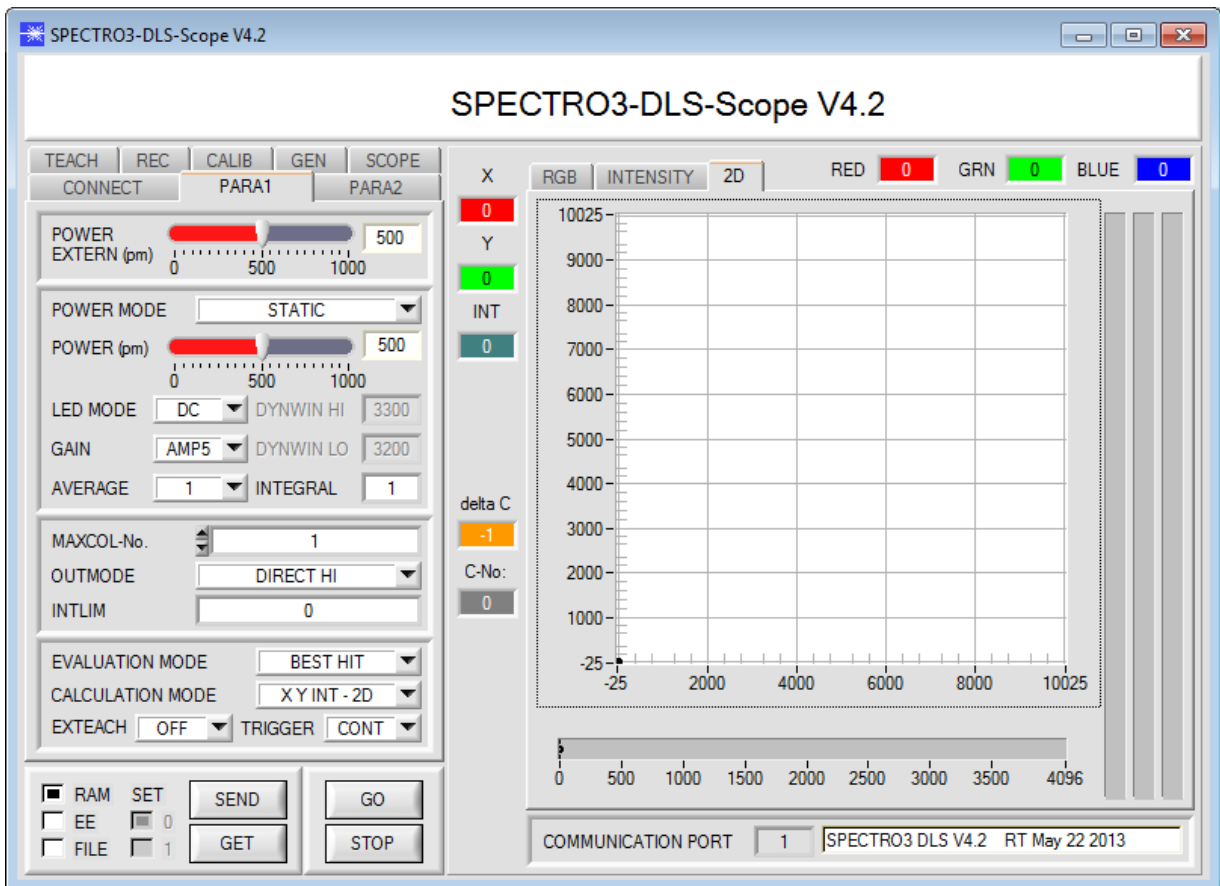 SPECTRO3-DLS-Scope V4.2
SPECTRO3-DLS-Scope V4.2
TEACH REC CALIB GEN SCOPE
CONNECT PARA1 PARA2
POWER EXTERN (pm) 500
0 500 1000
POWER MODE STATIC
POWER (pm) 500
0 500 1000
LED MODE DC DYNWIN HI 3300
GAIN AMP5 DYNWIN LO 3200
AVERAGE 1 INTEGRAL 1
MAXCOL-No. 1
OUTMODE DIRECT HI
INTLIM 0
EVALUATION MODE BEST HIT
CALCULATION MODE X Y INT - 2D
EXTEACH OFF TRIGGER CONT
RAM SET SEND GO
EE 0
FILE 1 GET STOP
X
0
Y
0
INT
0
delta C
-1
C-No:
0
RGB INTENSITY 2D RED 0 GRN 0 BLUE 0
10025
9000
8000
7000
6000
5000
4000
3000
2000
1000
-25
-25 2000 4000 6000 8000 10025
0 500 1000 1500 2000 2500 3000 3500 4096
COMMUNICATION PORT 1 SPECTRO3 DLS V4.2 RT May 22 2013